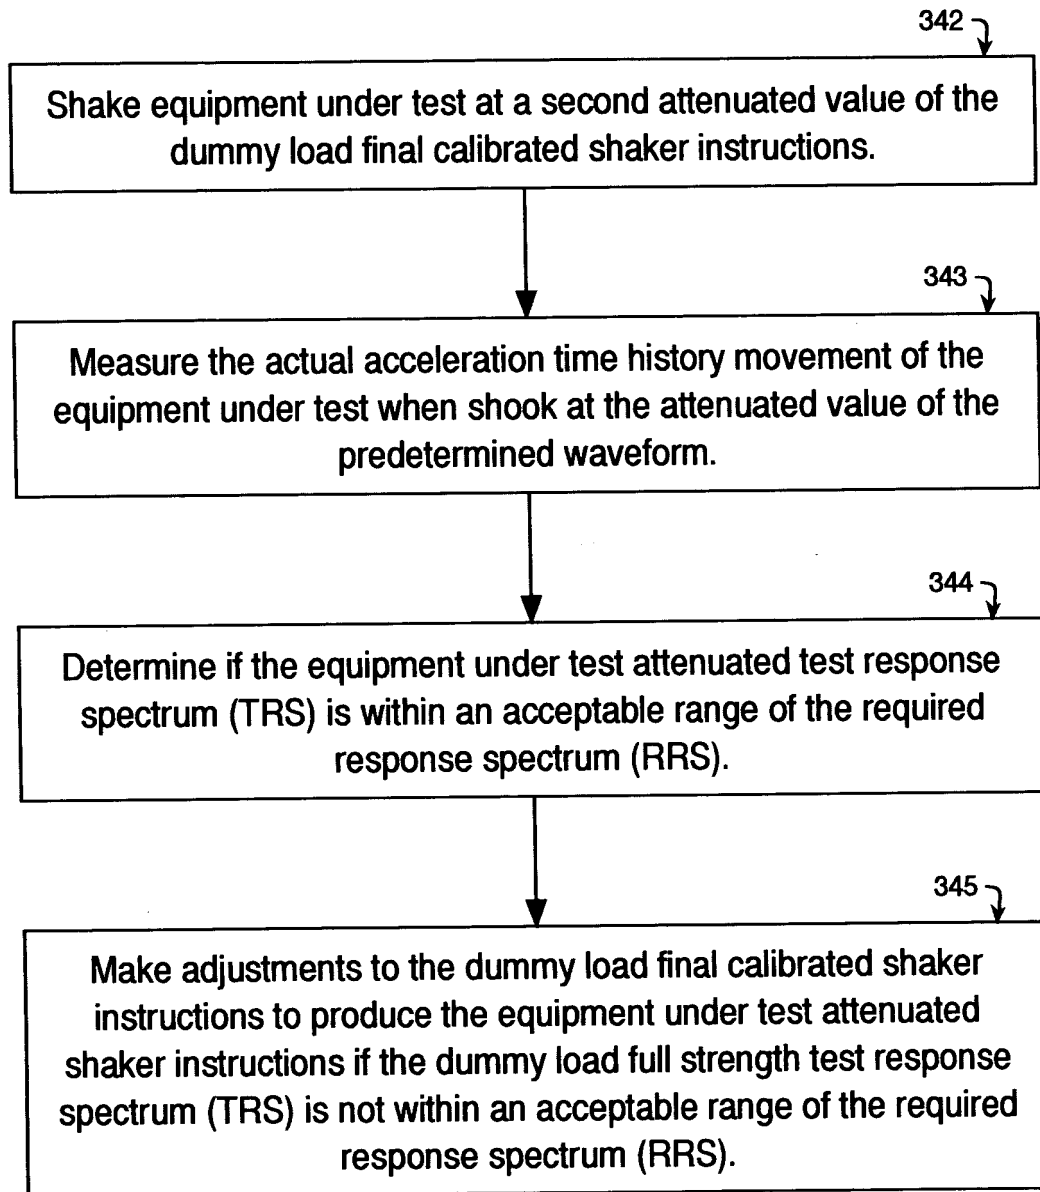 342
Shake equipment under test at a second attenuated value of the
dummy load final calibrated shaker instructions.
343
Measure the actual acceleration time history movement of the
equipment under test when shook at the attenuated value of the
predetermined waveform.
344
Determine if the equipment under test attenuated test response
spectrum (TRS) is within an acceptable range of the required
response spectrum (RRS).
345
Make adjustments to the dummy load final calibrated shaker
instructions to produce the equipment under test attenuated
shaker instructions if the dummy load full strength test response
spectrum (TRS) is not within an acceptable range of the required
response spectrum (RRS).